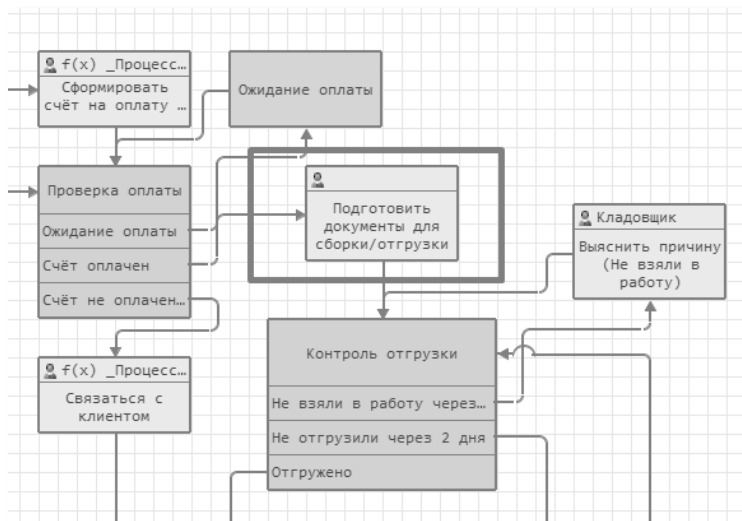 f(x) _Процесс…
Сформировать
счёт на оплату …
Ожидание оплаты
Проверка оплаты
Ожидание оплаты
Счёт оплачен
Счёт не оплачен…
Подготовить
документы для
сборки/отгрузки
Кладовщик
Выяснить причину
(Не взяли в
работу)
f(x) _Процесс…
Связаться с
клиентом
Контроль отгрузки
Не взяли в работу через…
Не отгрузили через 2 дня
Отгружено